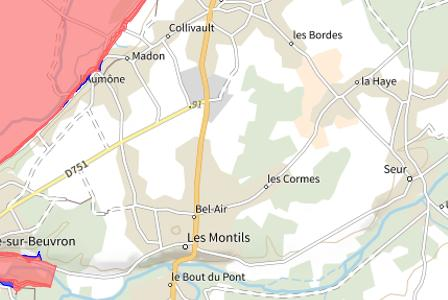 Collivault
les Bordes
Madon
l'Aumône
la Haye
91
D751
Seur
les Cormes
Bel-Air
Les Montils
e-sur-Beuvron
le Bout du Pont